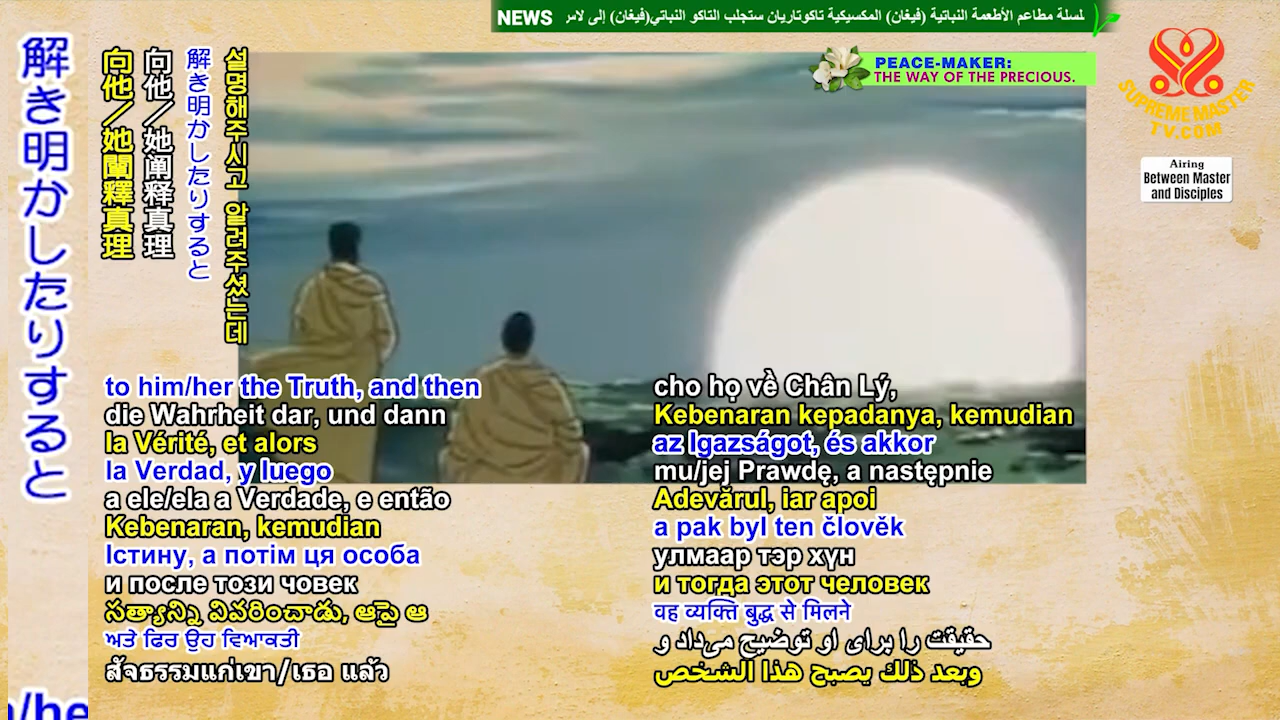 NEWS
لسلة مطاعم الأطعمة النباتية (فيغان) المكسيكية تاكوتاريان ستجلب التاكو النباتي(فيغان) إلى
PEACE-MAKER:
THE WAY OF THE PRECIOUS.
SUPREME MASTER
TV.COM
Airing
Between Master
and Disciples
解き明かしたりすると
向他／她闡釋真理
向他／她阐释真理
解き明かしたりすると
설명해주시고 알려주셨는데
to him/her the Truth, and then
die Wahrheit dar, und dann
la Vérité, et alors
la Verdad, y luego
a ele/ela a Verdade, e então
Kebenaran, kemudian
Істину, а потім ця особа
и после този човек
సత్యాన్ని వివరించాడు, ఆపై ఆ
ਅਤੇ ਫਿਰ ਉਹ ਵਿਆਕਤੀ
สัจธรรมแก่เขา/เธอ แล้ว
cho họ về Chân Lý,
Kebenaran kepadanya, kemudian
az Igazságot, és akkor
mu/jej Prawdę, a następnie
Adevărul, iar apoi
a pak byl ten člověk
улмаар тэр хүн
и тогда этот человек
वह व्यक्ति बुद्ध से मिलने
حقیقت را برای او توضیح می‌داد و
وبعد ذلك يصبح هذا الشخص